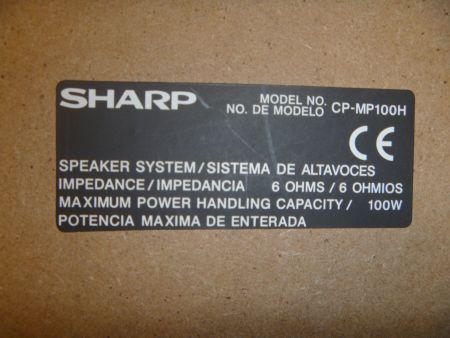 SHARP
MODEL NO.
NO. DE MODELO CP-MP100H
CE
SPEAKER SYSTEM/SISTEMA DE ALTAVOCES
IMPEDANCE/IMPEDANCIA 6 OHMS/6 OHMIOS
MAXIMUM POWER HANDLING CAPACITY/ 100W
POTENCIA MAXIMA DE ENTERADA